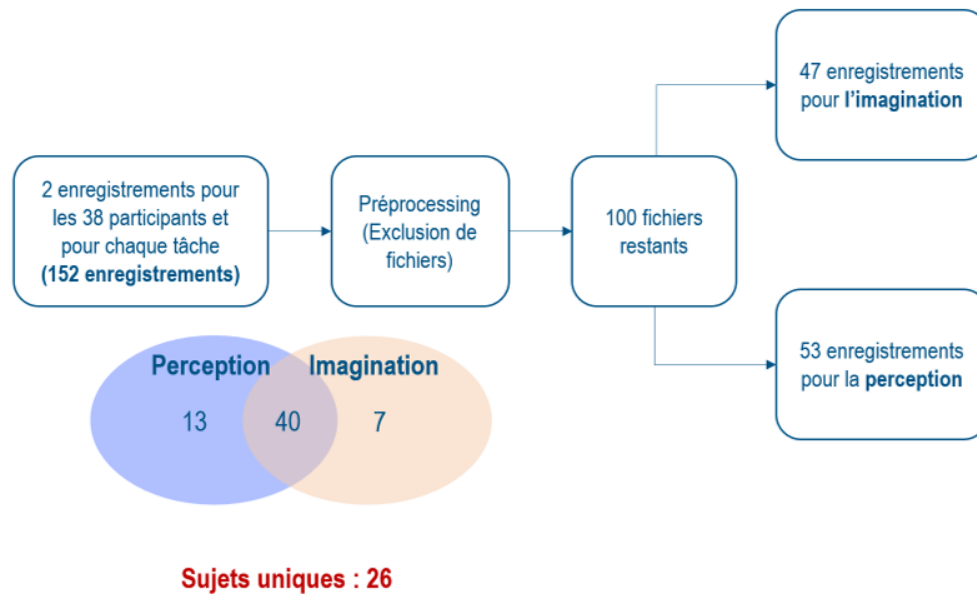 2 enregistrements pour
les 38 participants et
pour chaque tâche
(152 enregistrements)
Préprocessing
(Exclusion de
fichiers)
100 fichiers
restants
47 enregistrements
pour l'imagination
53 enregistrements
pour la perception
Perception
Imagination
13
40
7
Sujets uniques : 26